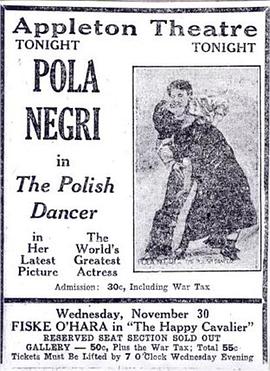 Appleton Theatre
TONIGHT TONIGHT
POLA
NEGRI
in
The Polish
Dancer
in The
Her World's
Latest Greatest
Picture Actress
Admission: 30c, Including War Tax
Wednesday, November 30
FISKE O'HARA in "The Happy Cavalier"
RESERVED SEAT SECTION SOLD OUT
GALLERY — 50c, Plus the War Tax; Total 55c
Tickets Must Be Lifted by 7 O'Clock Wednesday Evening